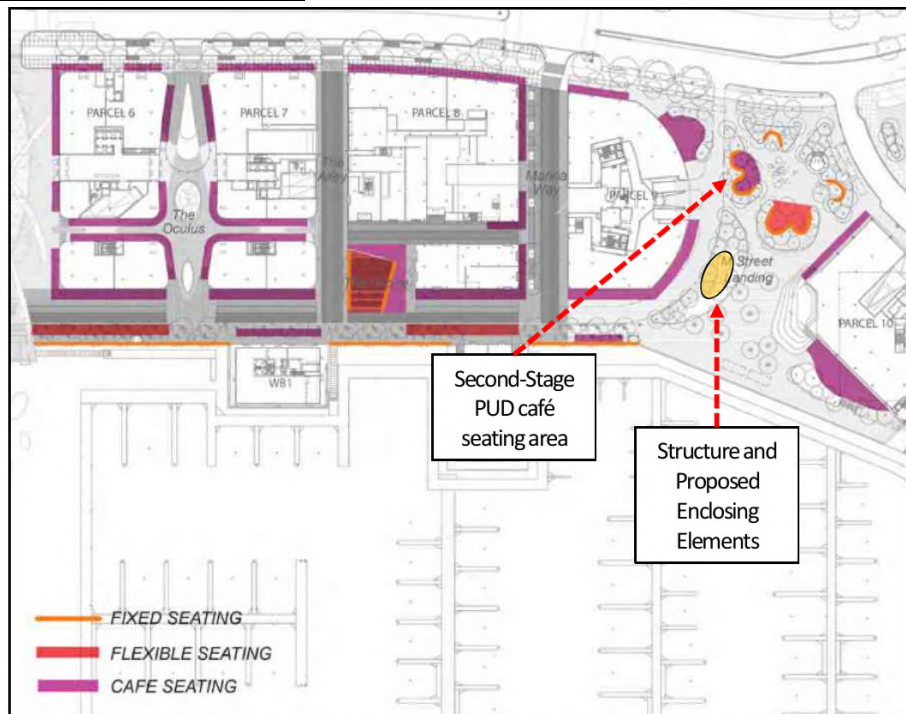 PARCEL 6
PARCEL 7
PARCEL 8
The Alley
Marina Way
PARCEL 9
The
Oculus
M Street
Landing
PARCEL 10
WB1
Second-Stage
PUD café
seating area
Structure and
Proposed
Enclosing
Elements
FIXED SEATING
FLEXIBLE SEATING
CAFE SEATING